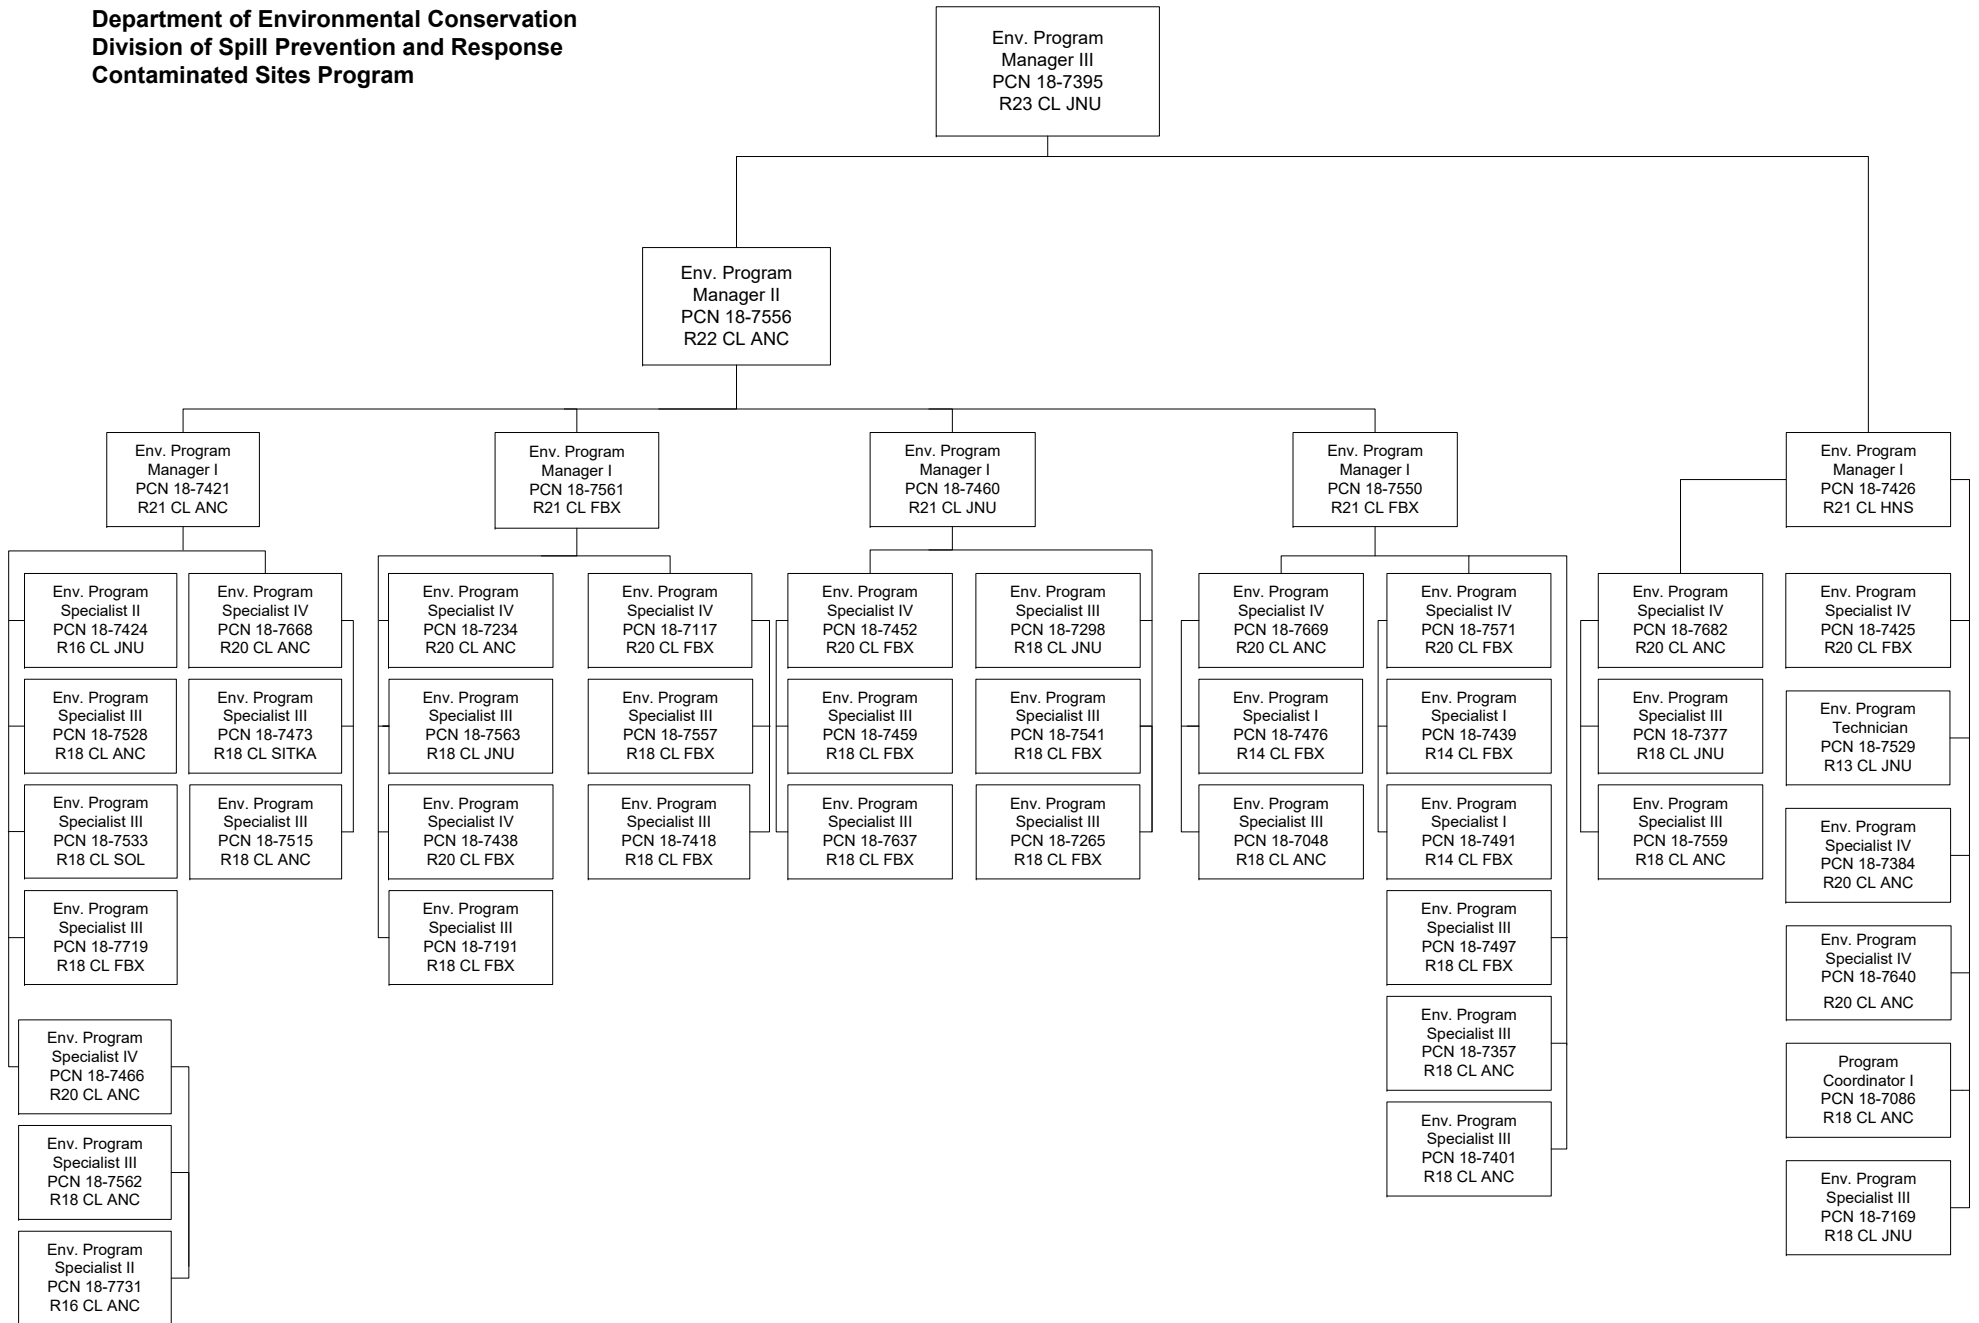 Department of Environmental Conservation
Division of Spill Prevention and Response
Contaminated Sites Program
Env. Program
Manager III
PCN 18-7395
R23 CL JNU
Env. Program
Manager II
PCN 18-7556
R22 CL ANC
Env. Program
Manager I
PCN 18-7421
R21 CL ANC
Env. Program
Manager I
PCN 18-7561
R21 CL FBX
Env. Program
Manager I
PCN 18-7460
R21 CL JNU
Env. Program
Manager I
PCN 18-7550
R21 CL FBX
Env. Program
Manager I
PCN 18-7426
R21 CL HNS
Env. Program
Specialist II
PCN 18-7424
R16 CL JNU
Env. Program
Specialist IV
PCN 18-7668
R20 CL ANC
Env. Program
Specialist IV
PCN 18-7234
R20 CL ANC
Env. Program
Specialist IV
PCN 18-7117
R20 CL FBX
Env. Program
Specialist IV
PCN 18-7452
R20 CL FBX
Env. Program
Specialist III
PCN 18-7298
R18 CL JNU
Env. Program
Specialist IV
PCN 18-7669
R20 CL ANC
Env. Program
Specialist IV
PCN 18-7571
R20 CL FBX
Env. Program
Specialist IV
PCN 18-7682
R20 CL ANC
Env. Program
Specialist IV
PCN 18-7425
R20 CL FBX
Env. Program
Specialist III
PCN 18-7528
R18 CL ANC
Env. Program
Specialist III
PCN 18-7473
R18 CL SITKA
Env. Program
Specialist III
PCN 18-7563
R18 CL JNU
Env. Program
Specialist III
PCN 18-7557
R18 CL FBX
Env. Program
Specialist III
PCN 18-7459
R18 CL FBX
Env. Program
Specialist III
PCN 18-7541
R18 CL FBX
Env. Program
Specialist I
PCN 18-7476
R14 CL FBX
Env. Program
Specialist I
PCN 18-7439
R14 CL FBX
Env. Program
Specialist III
PCN 18-7377
R18 CL JNU
Env. Program
Technician
PCN 18-7529
R13 CL JNU
Env. Program
Specialist III
PCN 18-7533
R18 CL SOL
Env. Program
Specialist III
PCN 18-7515
R18 CL ANC
Env. Program
Specialist IV
PCN 18-7438
R20 CL FBX
Env. Program
Specialist III
PCN 18-7418
R18 CL FBX
Env. Program
Specialist III
PCN 18-7637
R18 CL FBX
Env. Program
Specialist III
PCN 18-7265
R18 CL FBX
Env. Program
Specialist III
PCN 18-7048
R18 CL ANC
Env. Program
Specialist I
PCN 18-7491
R14 CL FBX
Env. Program
Specialist III
PCN 18-7559
R18 CL ANC
Env. Program
Specialist IV
PCN 18-7384
R20 CL ANC
Env. Program
Specialist III
PCN 18-7719
R18 CL FBX
Env. Program
Specialist III
PCN 18-7191
R18 CL FBX
Env. Program
Specialist III
PCN 18-7497
R18 CL FBX
Env. Program
Specialist IV
PCN 18-7640
R20 CL ANC
Env. Program
Specialist IV
PCN 18-7466
R20 CL ANC
Env. Program
Specialist III
PCN 18-7357
R18 CL ANC
Program
Coordinator I
PCN 18-7086
R18 CL ANC
Env. Program
Specialist III
PCN 18-7562
R18 CL ANC
Env. Program
Specialist III
PCN 18-7401
R18 CL ANC
Env. Program
Specialist III
PCN 18-7169
R18 CL JNU
Env. Program
Specialist II
PCN 18-7731
R16 CL ANC